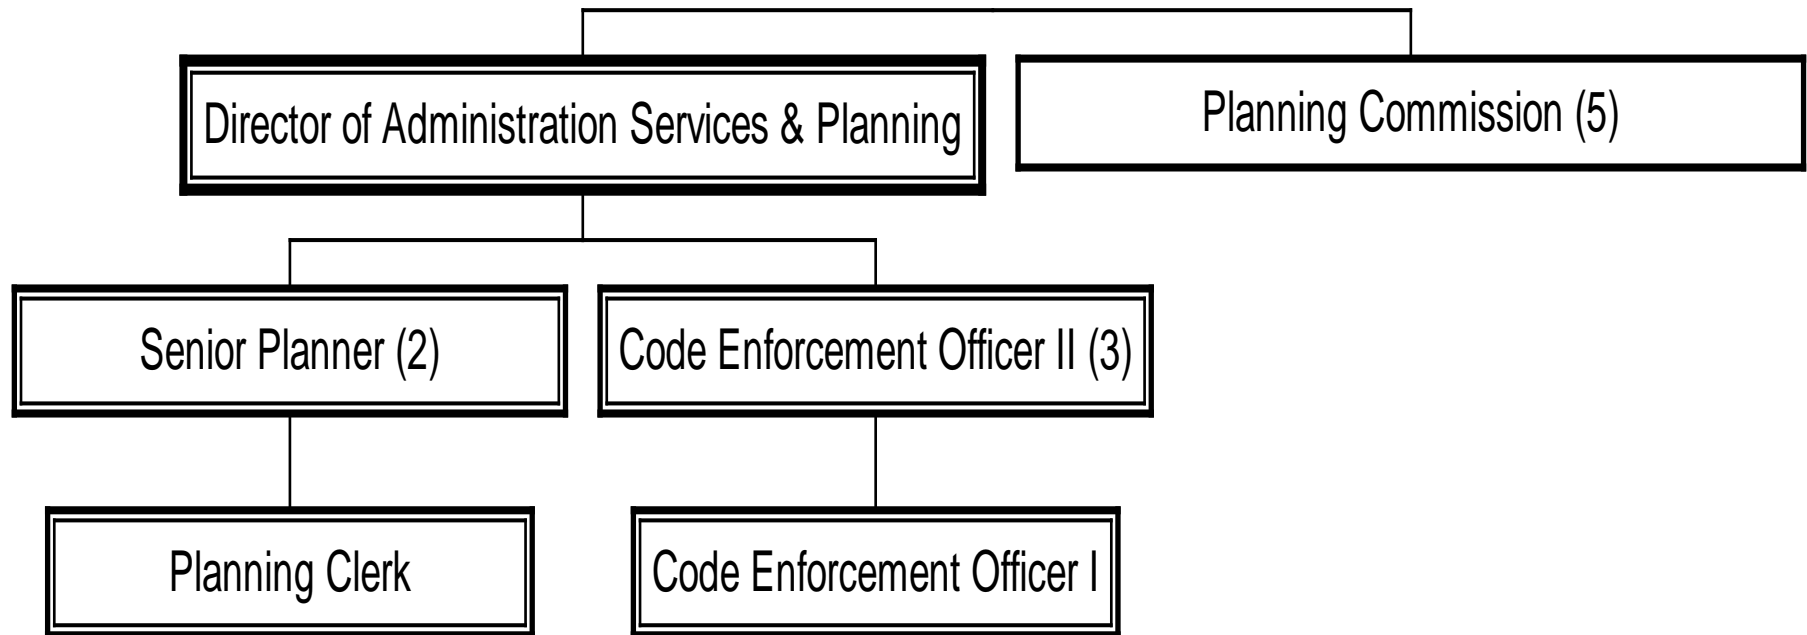 Director of Administration Services & Planning
Planning Commission (5)
Senior Planner (2)
Code Enforcement Officer II (3)
Planning Clerk
Code Enforcement Officer I